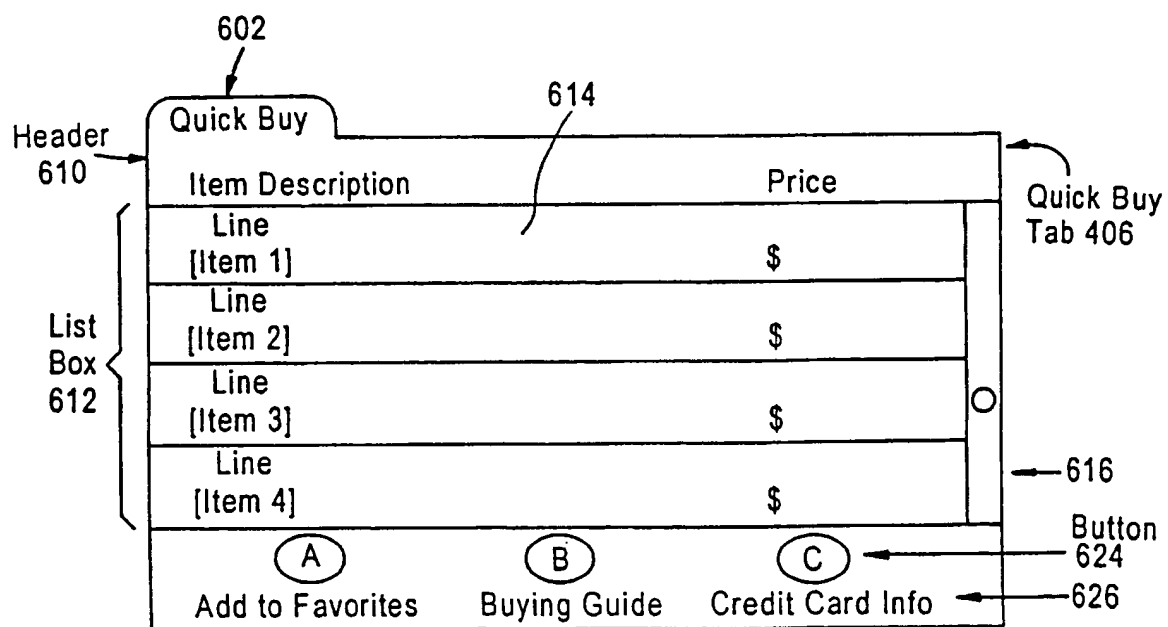 602
Quick Buy
614
Header
610
Item Description Price
Quick Buy
Tab 406
Line
[Item 1] $
Line
[Item 2] $
List
Box
612
Line
[Item 3] $
Line
[Item 4] $
616
A B C
Button
624
Add to Favorites Buying Guide Credit Card Info
626